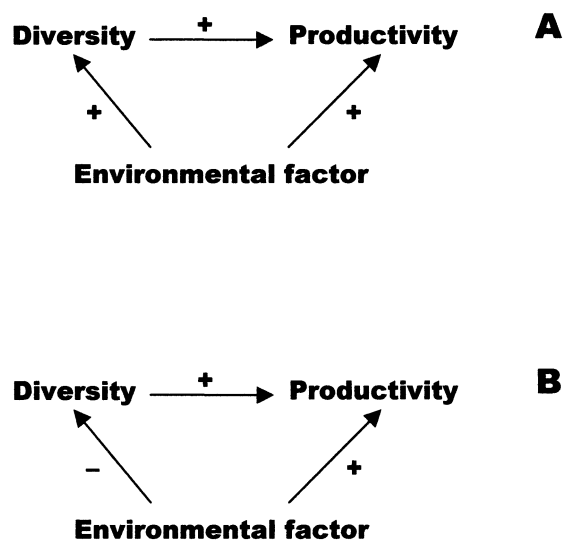 Diversity + Productivity A
+ +
Environmental factor
Diversity + Productivity B
– +
Environmental factor